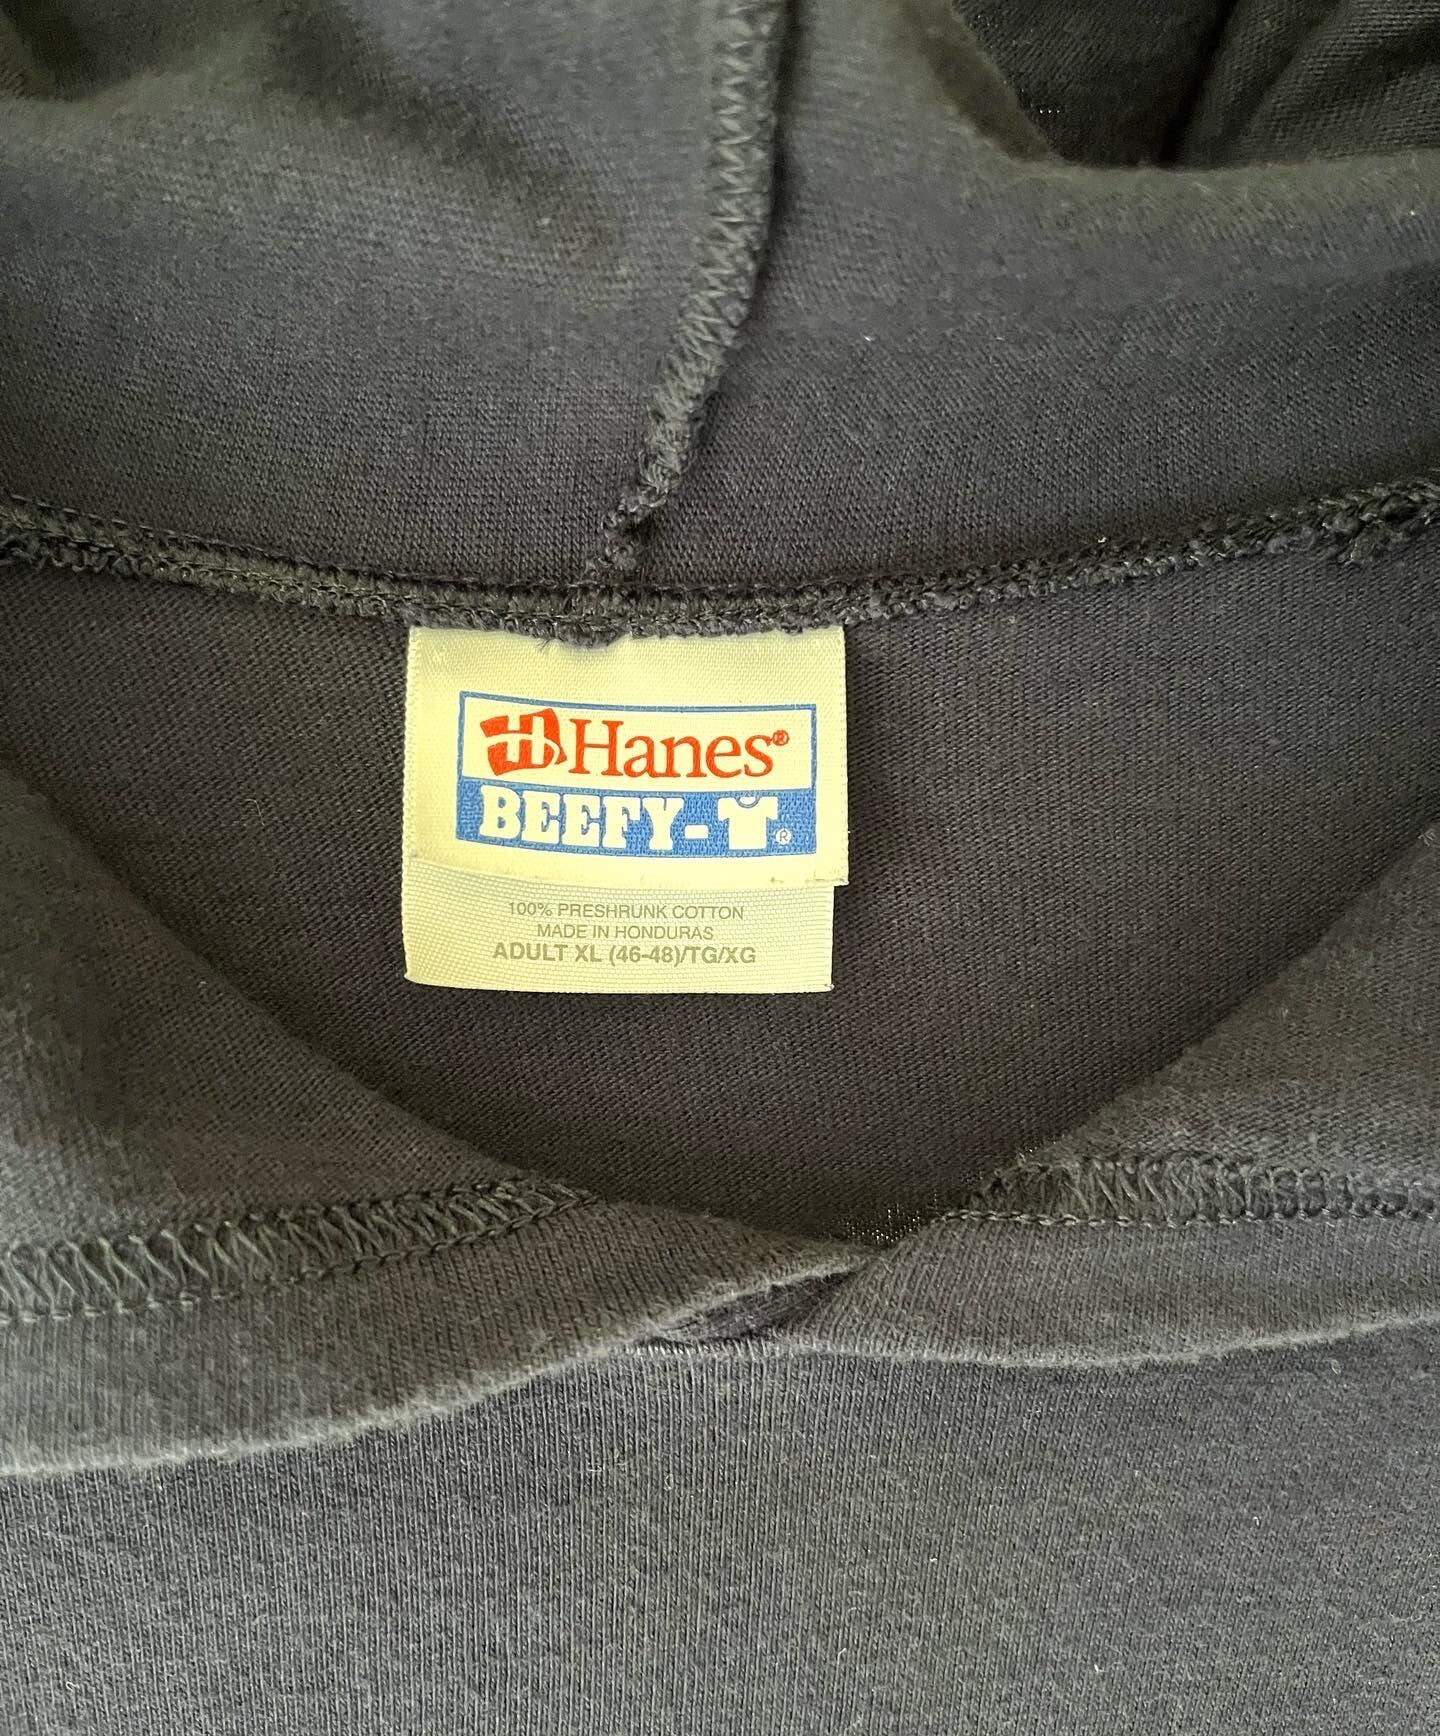 Hanes®
BEEFY-T®
100% PRESHRUNK COTTON
MADE IN HONDURAS
ADULT XL (46-48)/TG/XG